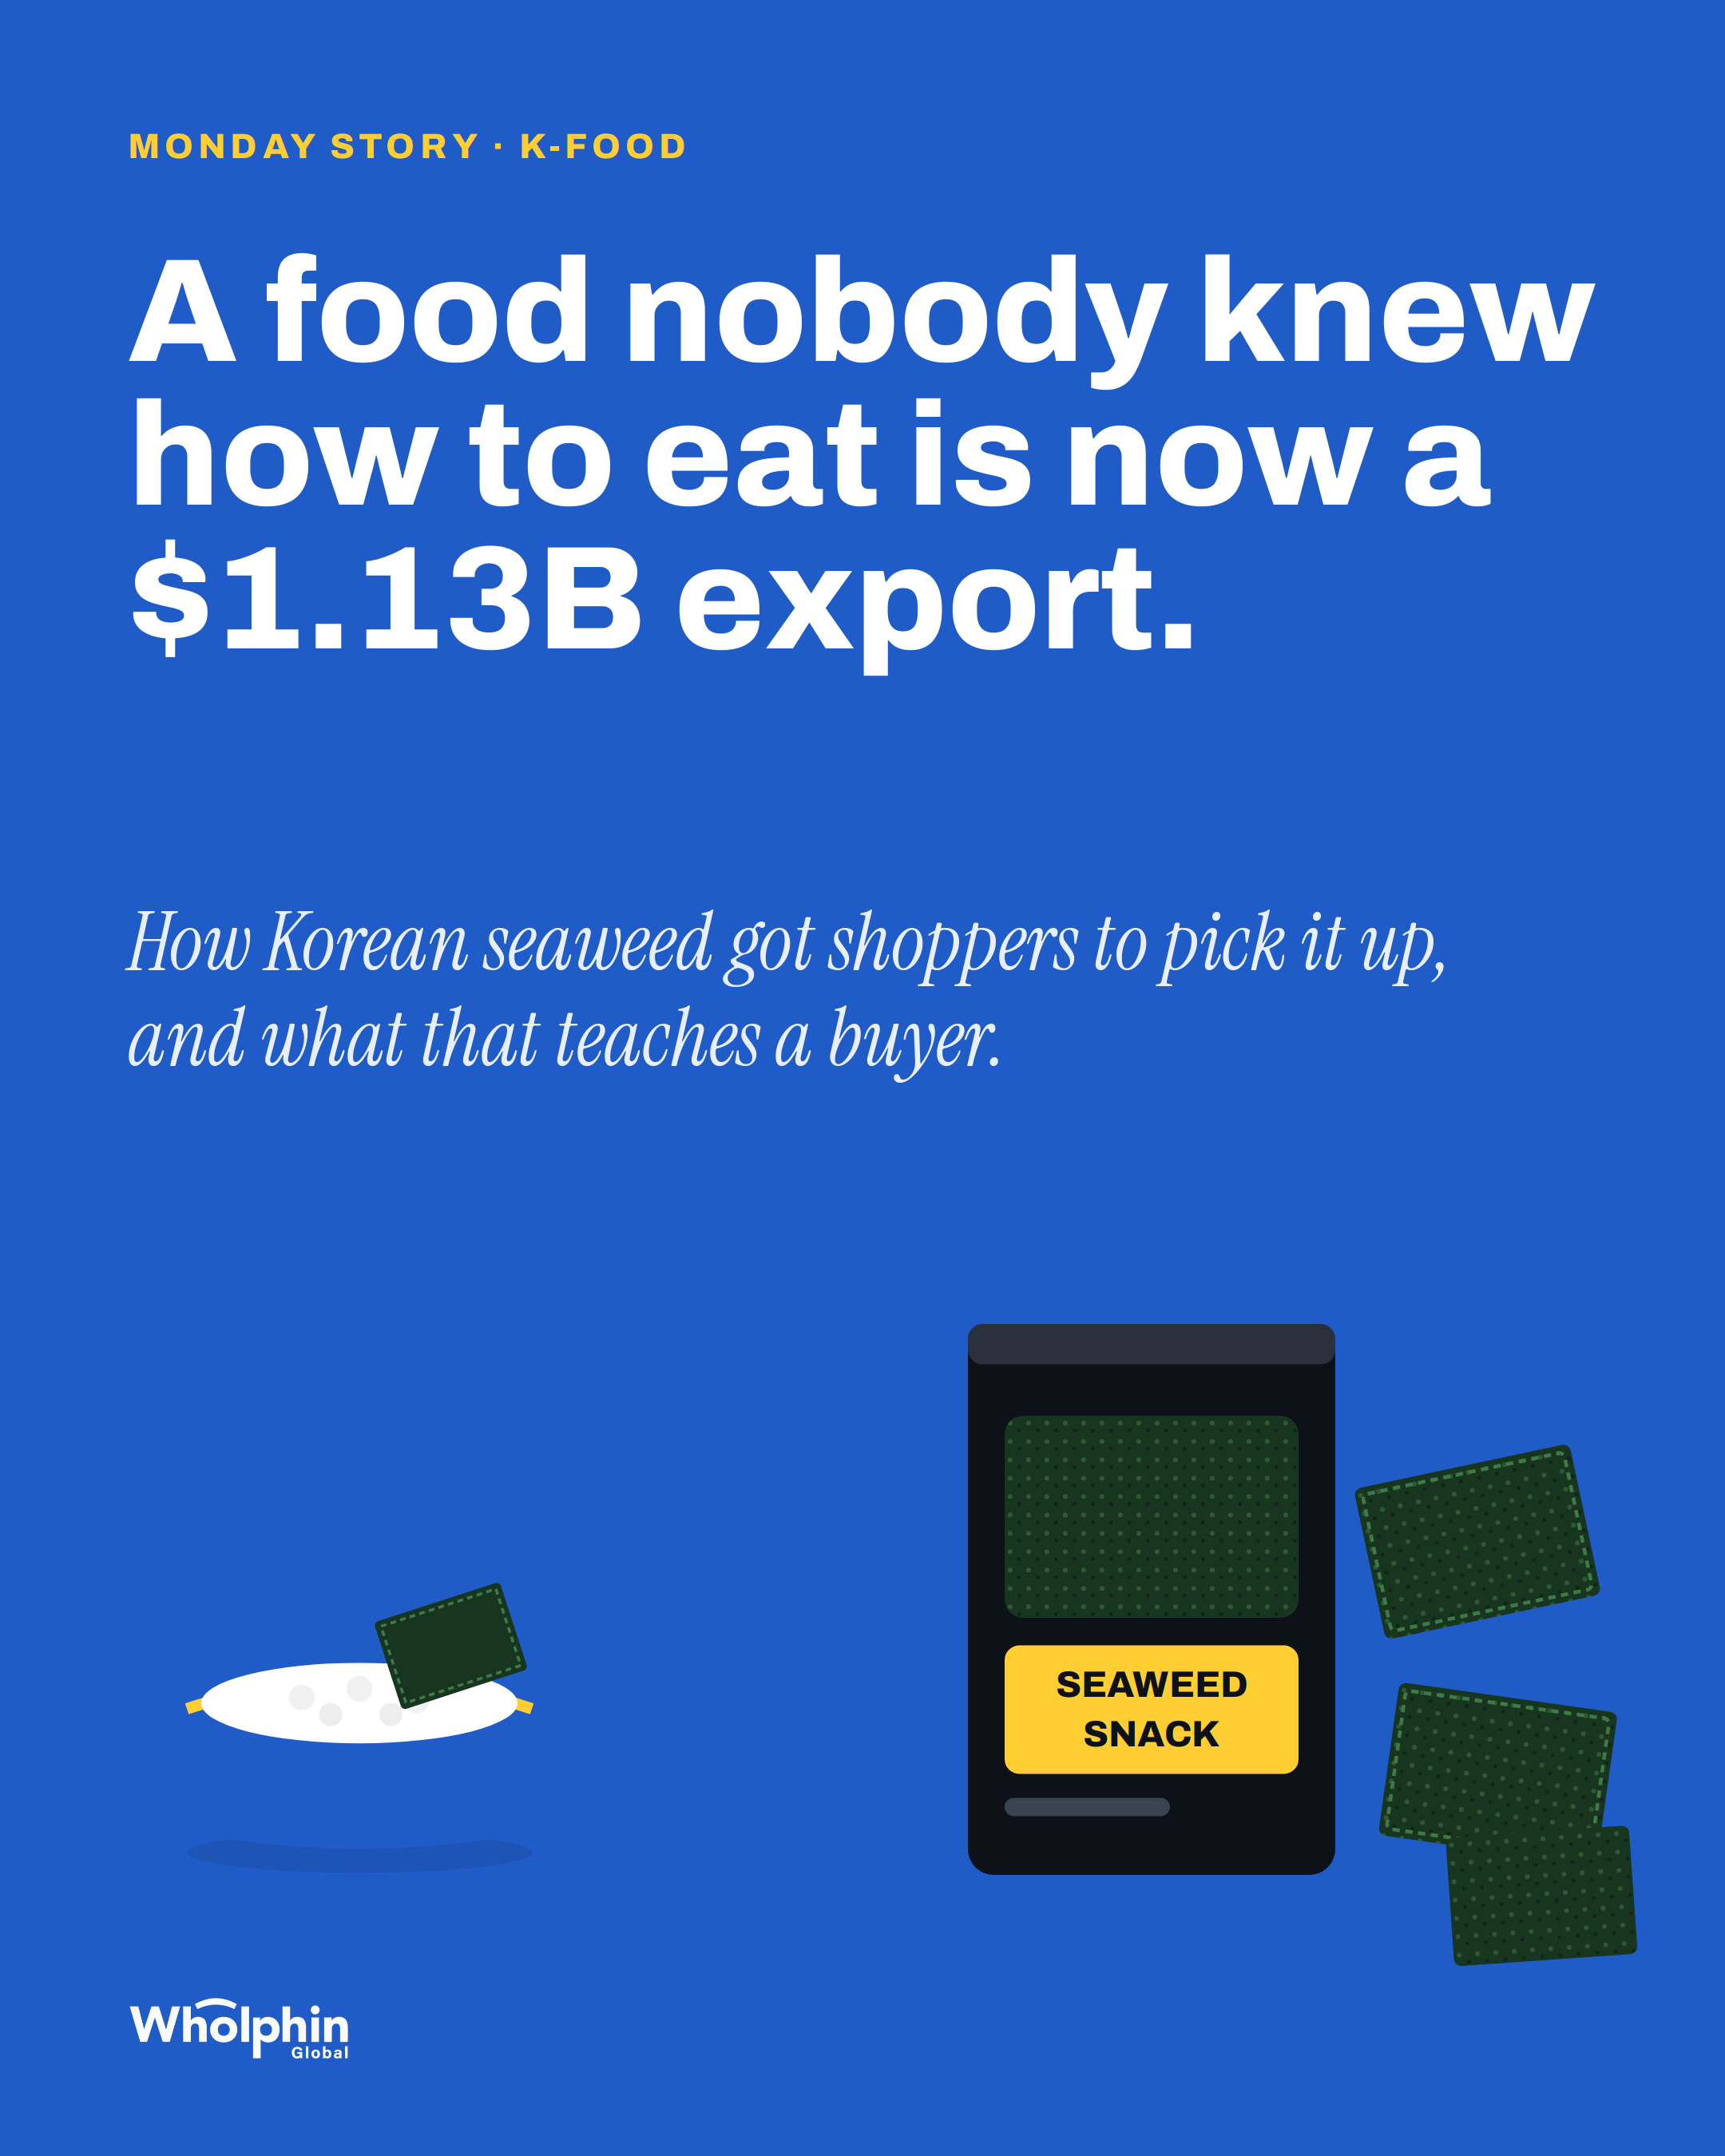 MONDAY STORY · K-FOOD
A food nobody knew
how to eat is now a
$1.13B export.
How Korean seaweed got shoppers to pick it up,
and what that teaches a buyer.
SEAWEED
SNACK
Wholphin
Global